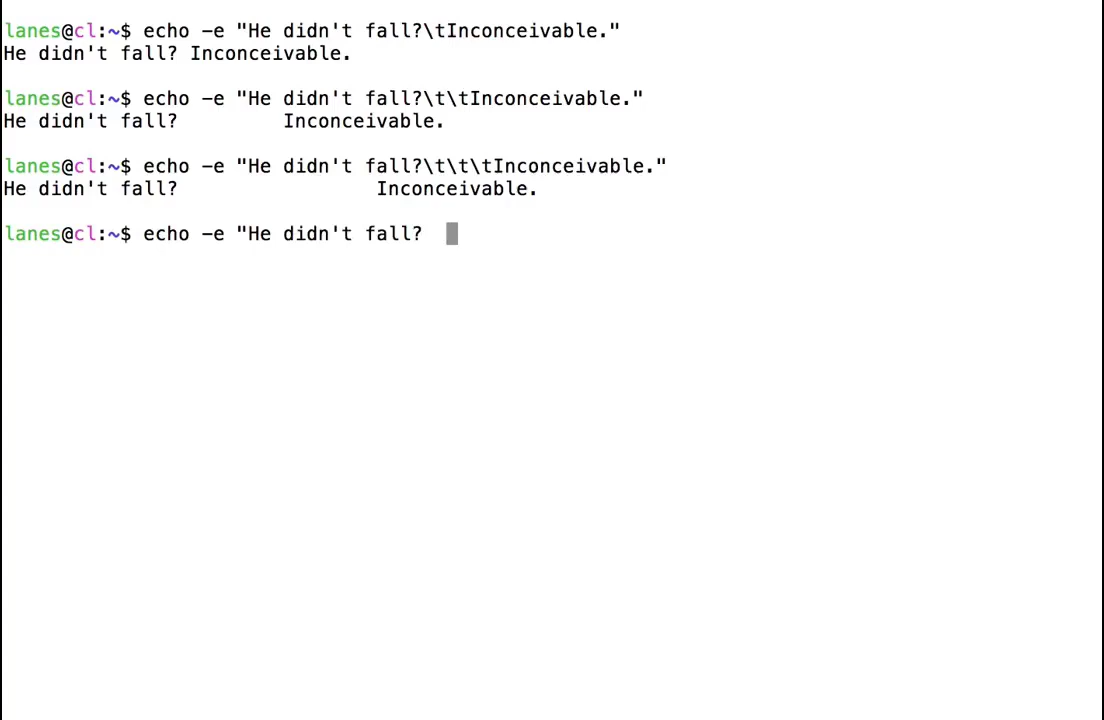 lanes@cl:~$ echo -e "He didn't fall?\tInconceivable."
He didn't fall? Inconceivable.
lanes@cl:~$ echo -e "He didn't fall?\t\tInconceivable."
He didn't fall?         Inconceivable.
lanes@cl:~$ echo -e "He didn't fall?\t\t\tInconceivable."
He didn't fall?                 Inconceivable.
lanes@cl:~$ echo -e "He didn't fall?